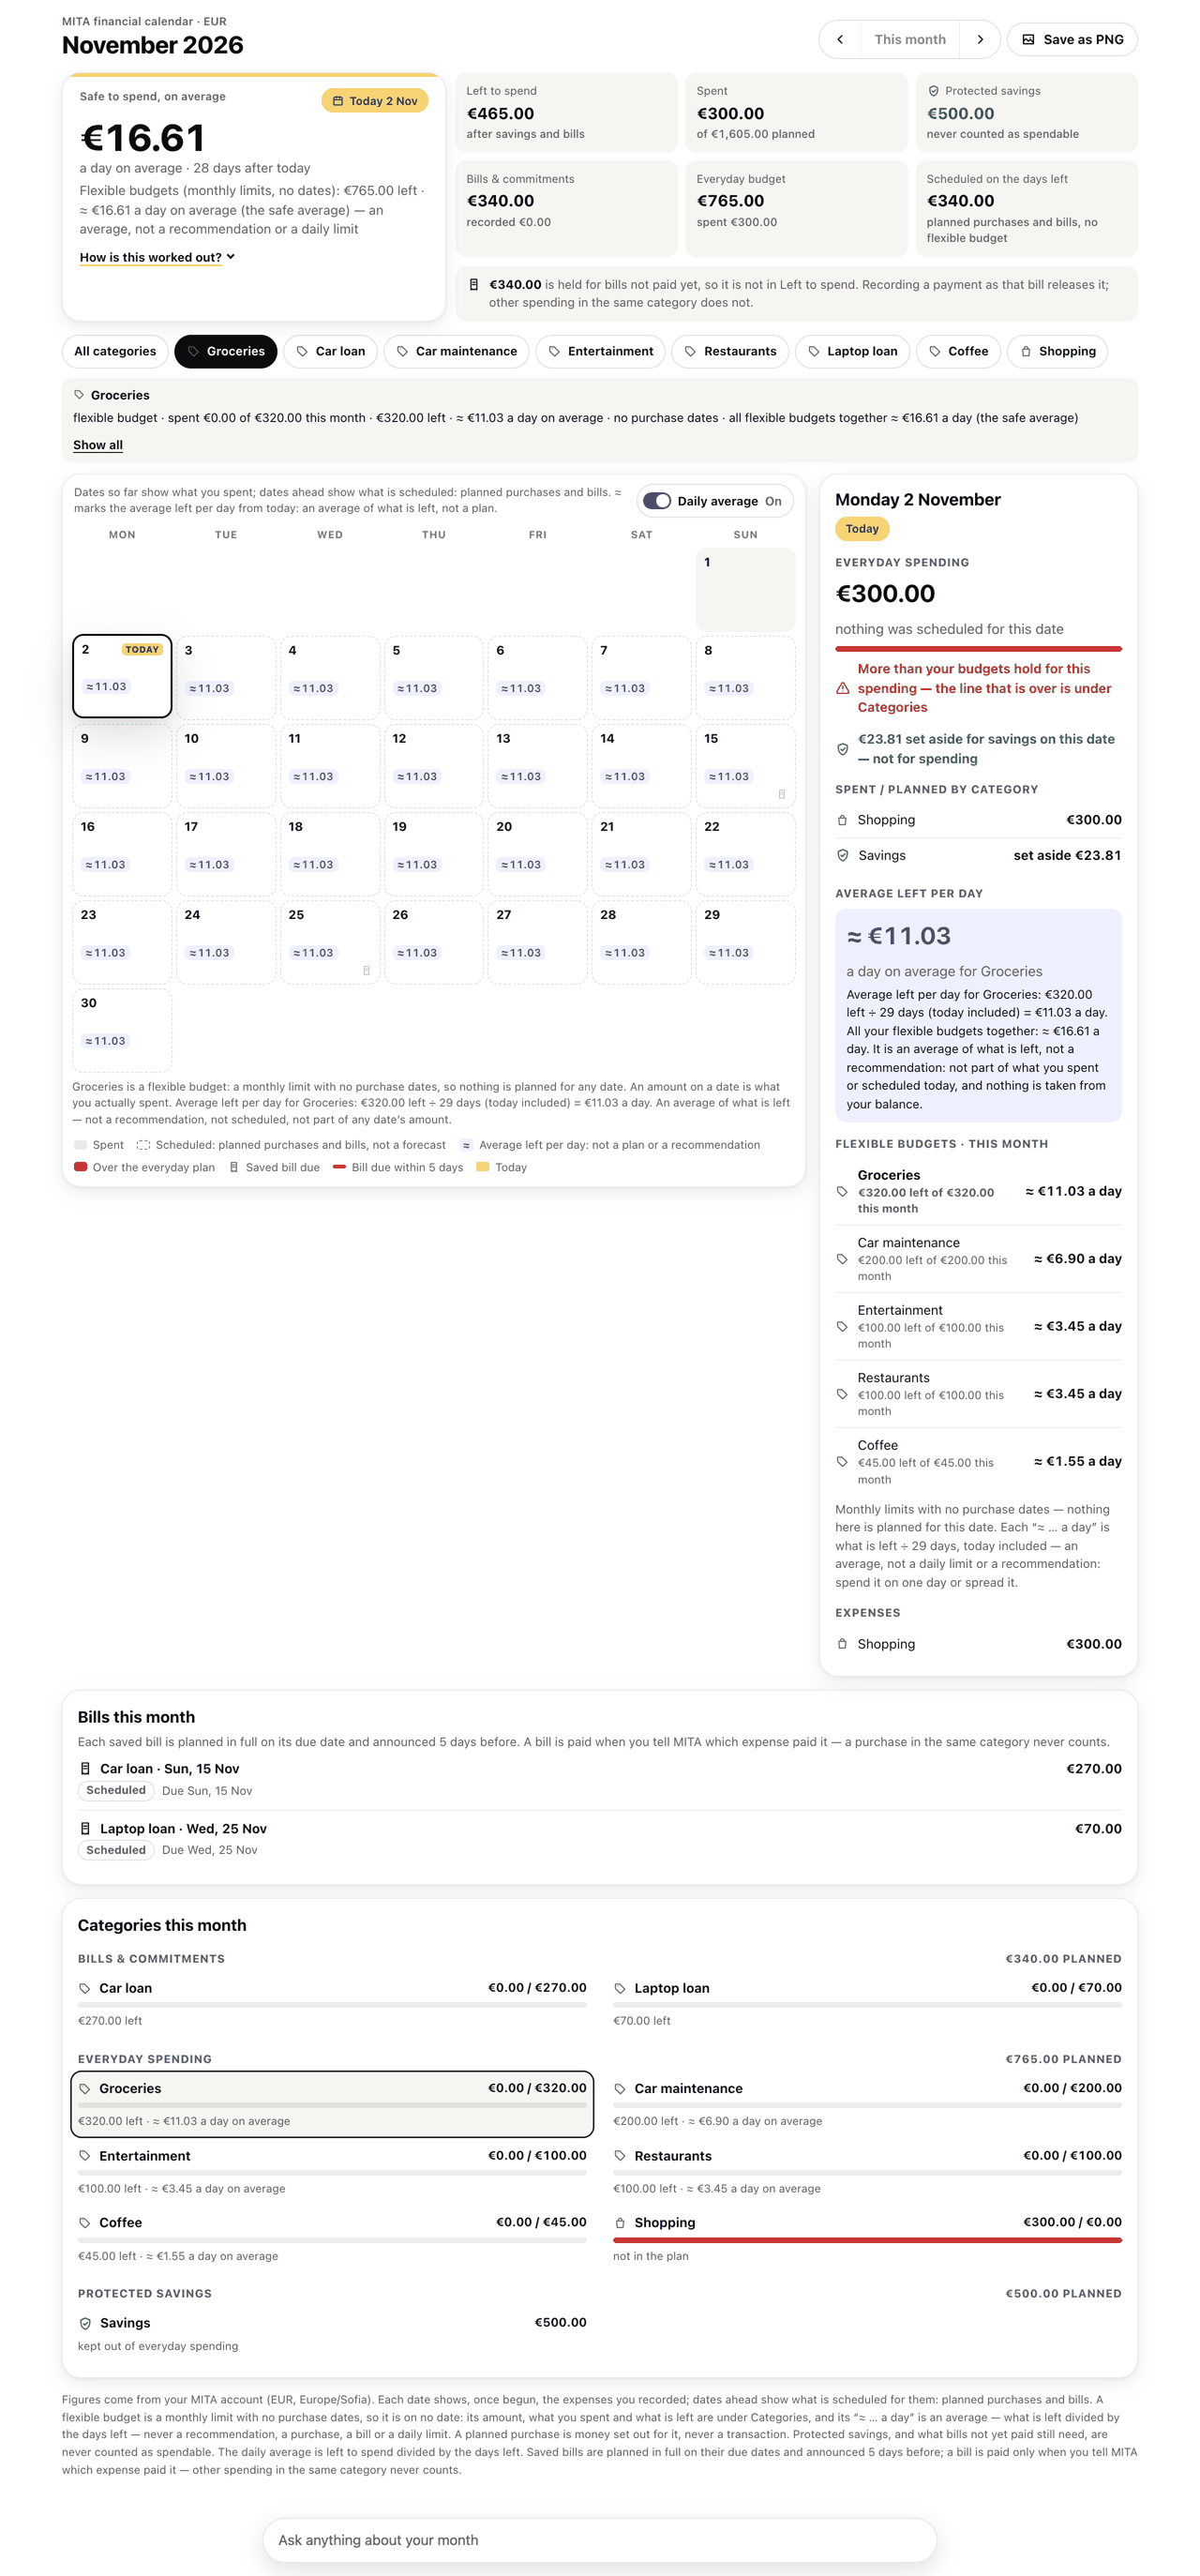 MITA financial calendar · EUR
November 2026
This month
Save as PNG
Safe to spend, on average
Today 2 Nov
€16.61
a day on average · 28 days after today
Flexible budgets (monthly limits, no dates): €765.00 left ·
≈ €16.61 a day on average (the safe average) — an
average, not a recommendation or a daily limit
How is this worked out?
Left to spend
€465.00
after savings and bills
Spent
€300.00
of €1,605.00 planned
Protected savings
€500.00
never counted as spendable
Bills & commitments
€340.00
recorded €0.00
Everyday budget
€765.00
spent €300.00
Scheduled on the days left
€340.00
planned purchases and bills, no
flexible budget
€340.00 is held for bills not paid yet, so it is not in Left to spend. Recording a payment as that bill releases it;
other spending in the same category does not.
All categories
Groceries
Car loan
Car maintenance
Entertainment
Restaurants
Laptop loan
Coffee
Shopping
Groceries
flexible budget · spent €0.00 of €320.00 this month · €320.00 left · ≈ €11.03 a day on average · no purchase dates · all flexible budgets together ≈ €16.61 a day (the safe average)
Show all
Dates so far show what you spent; dates ahead show what is scheduled: planned purchases and bills. ≈
marks the average left per day from today: an average of what is left, not a plan.
Daily average On
MON TUE WED THU FRI SAT SUN
1
2 TODAY 3 4 5 6 7 8
≈11.03 ≈11.03 ≈11.03 ≈11.03 ≈11.03 ≈11.03 ≈11.03
9 10 11 12 13 14 15
≈11.03 ≈11.03 ≈11.03 ≈11.03 ≈11.03 ≈11.03 ≈11.03
16 17 18 19 20 21 22
≈11.03 ≈11.03 ≈11.03 ≈11.03 ≈11.03 ≈11.03 ≈11.03
23 24 25 26 27 28 29
≈11.03 ≈11.03 ≈11.03 ≈11.03 ≈11.03 ≈11.03 ≈11.03
30
≈11.03
Groceries is a flexible budget: a monthly limit with no purchase dates, so nothing is planned for any date. An amount on a date is what
you actually spent. Average left per day for Groceries: €320.00 left ÷ 29 days (today included) = €11.03 a day. An average of what is left
— not a recommendation, not scheduled, not part of any date's amount.
Spent
Scheduled: planned purchases and bills, not a forecast
≈ Average left per day: not a plan or a recommendation
Over the everyday plan
Saved bill due
Bill due within 5 days
Today
Monday 2 November
Today
EVERYDAY SPENDING
€300.00
nothing was scheduled for this date
More than your budgets hold for this
spending — the line that is over is under
Categories
€23.81 set aside for savings on this date
— not for spending
SPENT / PLANNED BY CATEGORY
Shopping €300.00
Savings set aside €23.81
AVERAGE LEFT PER DAY
≈ €11.03
a day on average for Groceries
Average left per day for Groceries: €320.00
left ÷ 29 days (today included) = €11.03 a day.
All your flexible budgets together: ≈ €16.61 a
day. It is an average of what is left, not a
recommendation: not part of what you spent
or scheduled today, and nothing is taken from
your balance.
FLEXIBLE BUDGETS · THIS MONTH
Groceries
€320.00 left of €320.00
this month
≈ €11.03 a day
Car maintenance
€200.00 left of €200.00 this
month
≈ €6.90 a day
Entertainment
€100.00 left of €100.00 this
month
≈ €3.45 a day
Restaurants
€100.00 left of €100.00 this
month
≈ €3.45 a day
Coffee
€45.00 left of €45.00 this
month
≈ €1.55 a day
Monthly limits with no purchase dates — nothing
here is planned for this date. Each “≈ … a day” is
what is left ÷ 29 days, today included — an
average, not a daily limit or a recommendation:
spend it on one day or spread it.
EXPENSES
Shopping €300.00
Bills this month
Each saved bill is planned in full on its due date and announced 5 days before. A bill is paid when you tell MITA which expense paid it — a purchase in the same category never counts.
Car loan · Sun, 15 Nov €270.00
Scheduled Due Sun, 15 Nov
Laptop loan · Wed, 25 Nov €70.00
Scheduled Due Wed, 25 Nov
Categories this month
BILLS & COMMITMENTS €340.00 PLANNED
Car loan €0.00 / €270.00
€270.00 left
Laptop loan €0.00 / €70.00
€70.00 left
EVERYDAY SPENDING €765.00 PLANNED
Groceries €0.00 / €320.00
€320.00 left · ≈ €11.03 a day on average
Car maintenance €0.00 / €200.00
€200.00 left · ≈ €6.90 a day on average
Entertainment €0.00 / €100.00
€100.00 left · ≈ €3.45 a day on average
Restaurants €0.00 / €100.00
€100.00 left · ≈ €3.45 a day on average
Coffee €0.00 / €45.00
€45.00 left · ≈ €1.55 a day on average
Shopping €300.00 / €0.00
not in the plan
PROTECTED SAVINGS €500.00 PLANNED
Savings €500.00
kept out of everyday spending
Figures come from your MITA account (EUR, Europe/Sofia). Each date shows, once begun, the expenses you recorded; dates ahead show what is scheduled for them: planned purchases and bills. A
flexible budget is a monthly limit with no purchase dates, so it is on no date: its amount, what you spent and what is left are under Categories, and its “≈ … a day” is an average — what is left divided by
the days left — never a recommendation, a purchase, a bill or a daily limit. A planned purchase is money set out for it, never a transaction. Protected savings, and what bills not yet paid still need, are
never counted as spendable. The daily average is left to spend divided by the days left. Saved bills are planned in full on their due dates and announced 5 days before; a bill is paid only when you tell MITA
which expense paid it — other spending in the same category never counts.
Ask anything about your month